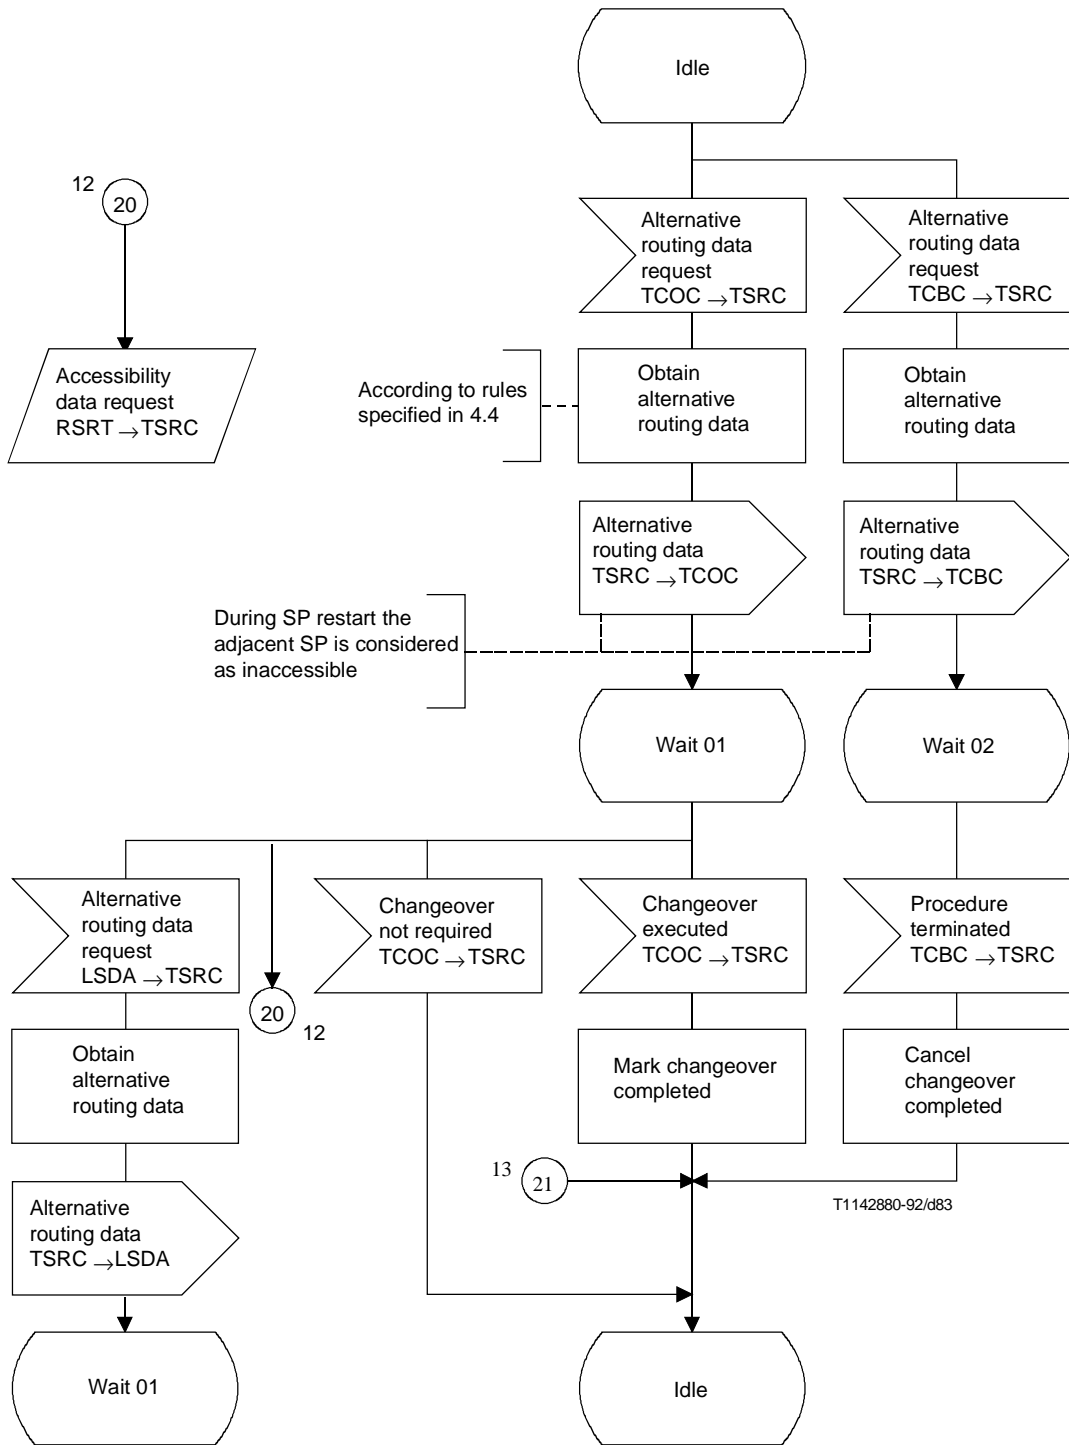 Idle
12
20
Alternative
routing data
request
TCOC → TSRC
Alternative
routing data
request
TCBC → TSRC
Accessibility
data request
RSRT → TSRC
According to rules
specified in 4.4
Obtain
alternative
routing data
Obtain
alternative
routing data
Alternative
routing data
TSRC → TCOC
Alternative
routing data
TSRC → TCBC
During SP restart the
adjacent SP is considered
as inaccessible
Wait 01
Wait 02
Alternative
routing data
request
LSDA → TSRC
Changeover
not required
TCOC → TSRC
Changeover
executed
TCOC → TSRC
Procedure
terminated
TCBC → TSRC
20
12
Obtain
alternative
routing data
Mark changeover
completed
Cancel
changeover
completed
13
21
T1142880-92/d83
Alternative
routing data
TSRC → LSDA
Wait 01
Idle